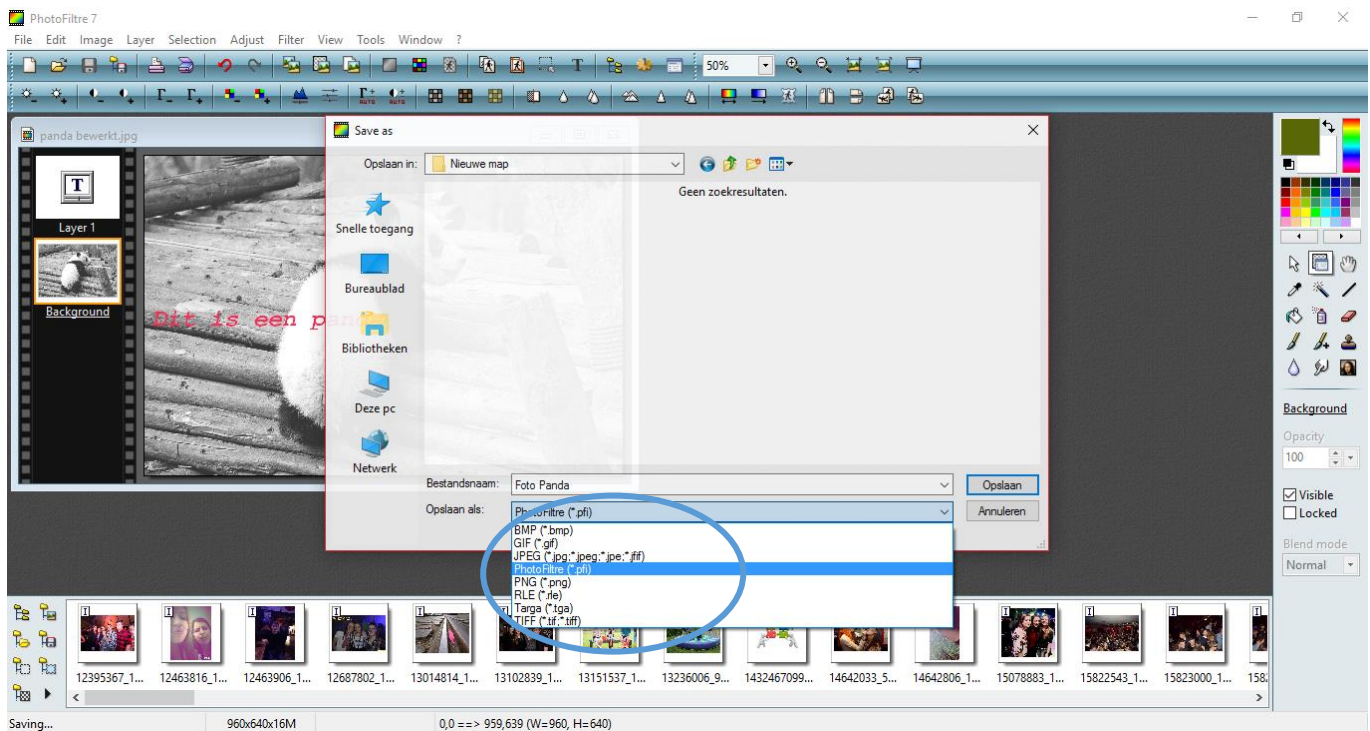 PhotoFiltre 7
File Edit Image Layer Selection Adjust Filter View Tools Window ?
50%
panda bewerkt.jpg
T
Layer 1
Background
Dit is een panda
Save as
Opslaan in: Nieuwe map
Geen zoekresultaten.
Snelle toegang
Bureaublad
Bibliotheken
Deze pc
Netwerk
Bestandsnaam: Foto Panda Opslaan
Opslaan als: PhotoFiltre (*.pfi) Annuleren
BMP (*.bmp)
GIF (*.gif)
JPEG (*.jpg;*.jpeg;*.jpe;*.jfif)
PhotoFiltre (*.pfi)
PNG (*.png)
RLE (*.rle)
Targa (*.tga)
TIFF (*.tif;*.tiff)
Background
Opacity
100
Visible
Locked
Blend mode
Normal
12395367_1... 12463816_1... 12463906_1... 12687802_1... 13014814_1... 13102839_1... 13151537_1... 13236006_9... 1432467099... 14642033_5... 14642806_1... 15078883_1... 15822543_1... 15823000_1... 158
Saving... 960x640x16M 0,0 ==> 959,639 (W=960, H=640)